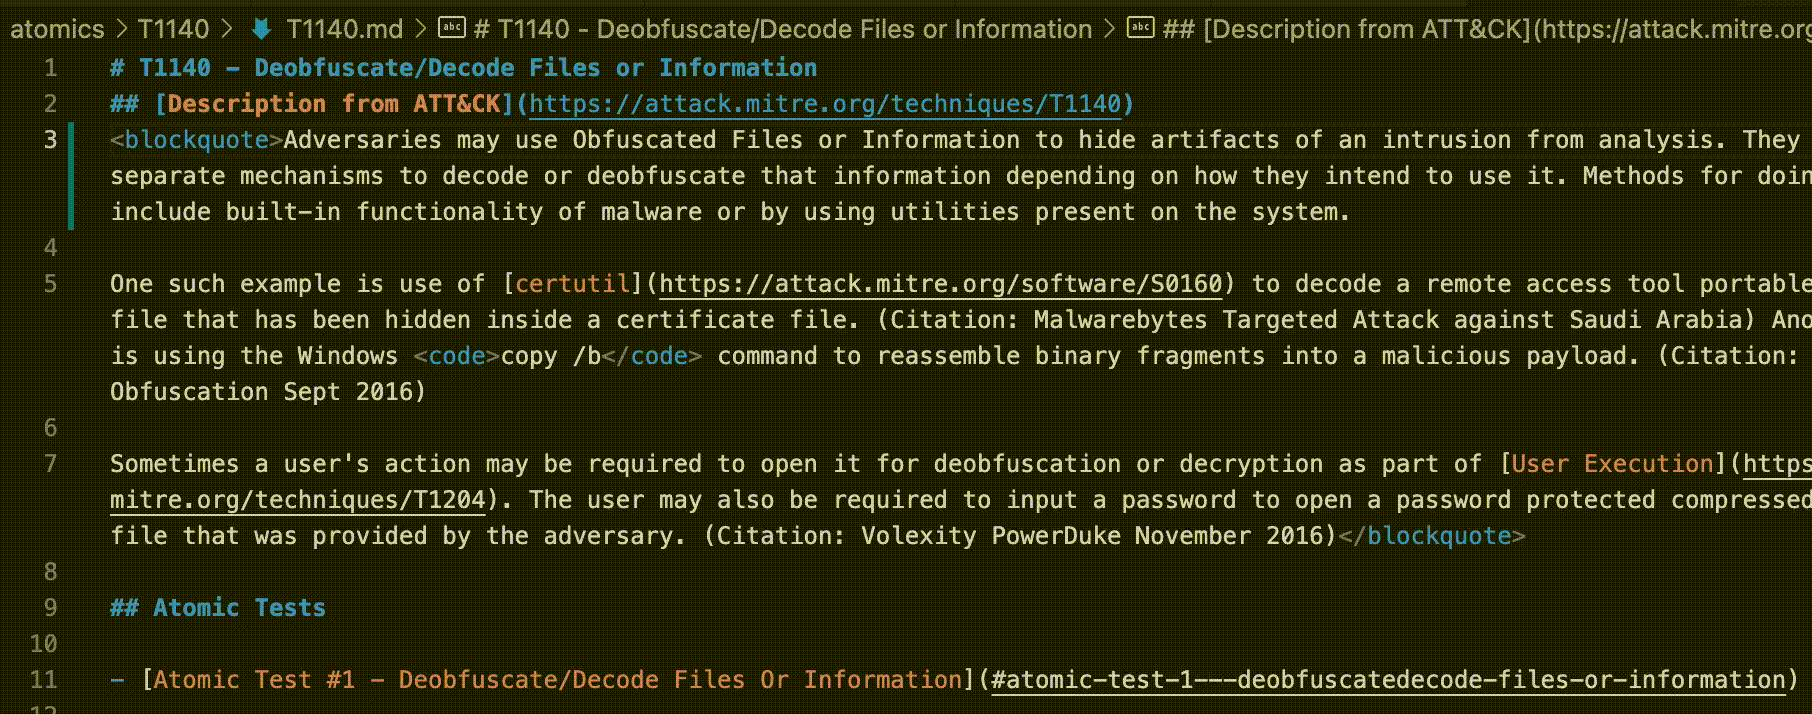 atomics > T1140 > T1140.md > abc # T1140 - Deobfuscate/Decode Files or Information > abc ## [Description from ATT&CK](https://attack.mitre.org
1 # T1140 - Deobfuscate/Decode Files or Information
2 ## [Description from ATT&CK](https://attack.mitre.org/techniques/T1140)
3 <blockquote>Adversaries may use Obfuscated Files or Information to hide artifacts of an intrusion from analysis. They
separate mechanisms to decode or deobfuscate that information depending on how they intend to use it. Methods for doin
include built-in functionality of malware or by using utilities present on the system.
4
5 One such example is use of [certutil](https://attack.mitre.org/software/S0160) to decode a remote access tool portable
file that has been hidden inside a certificate file. (Citation: Malwarebytes Targeted Attack against Saudi Arabia) Ano
is using the Windows <code>copy /b</code> command to reassemble binary fragments into a malicious payload. (Citation:
Obfuscation Sept 2016)
6
7 Sometimes a user's action may be required to open it for deobfuscation or decryption as part of [User Execution](https
mitre.org/techniques/T1204). The user may also be required to input a password to open a password protected compressed
file that was provided by the adversary. (Citation: Volexity PowerDuke November 2016)</blockquote>
8
9 ## Atomic Tests
10
11 - [Atomic Test #1 - Deobfuscate/Decode Files Or Information](#atomic-test-1---deobfuscatedecode-files-or-information)
12